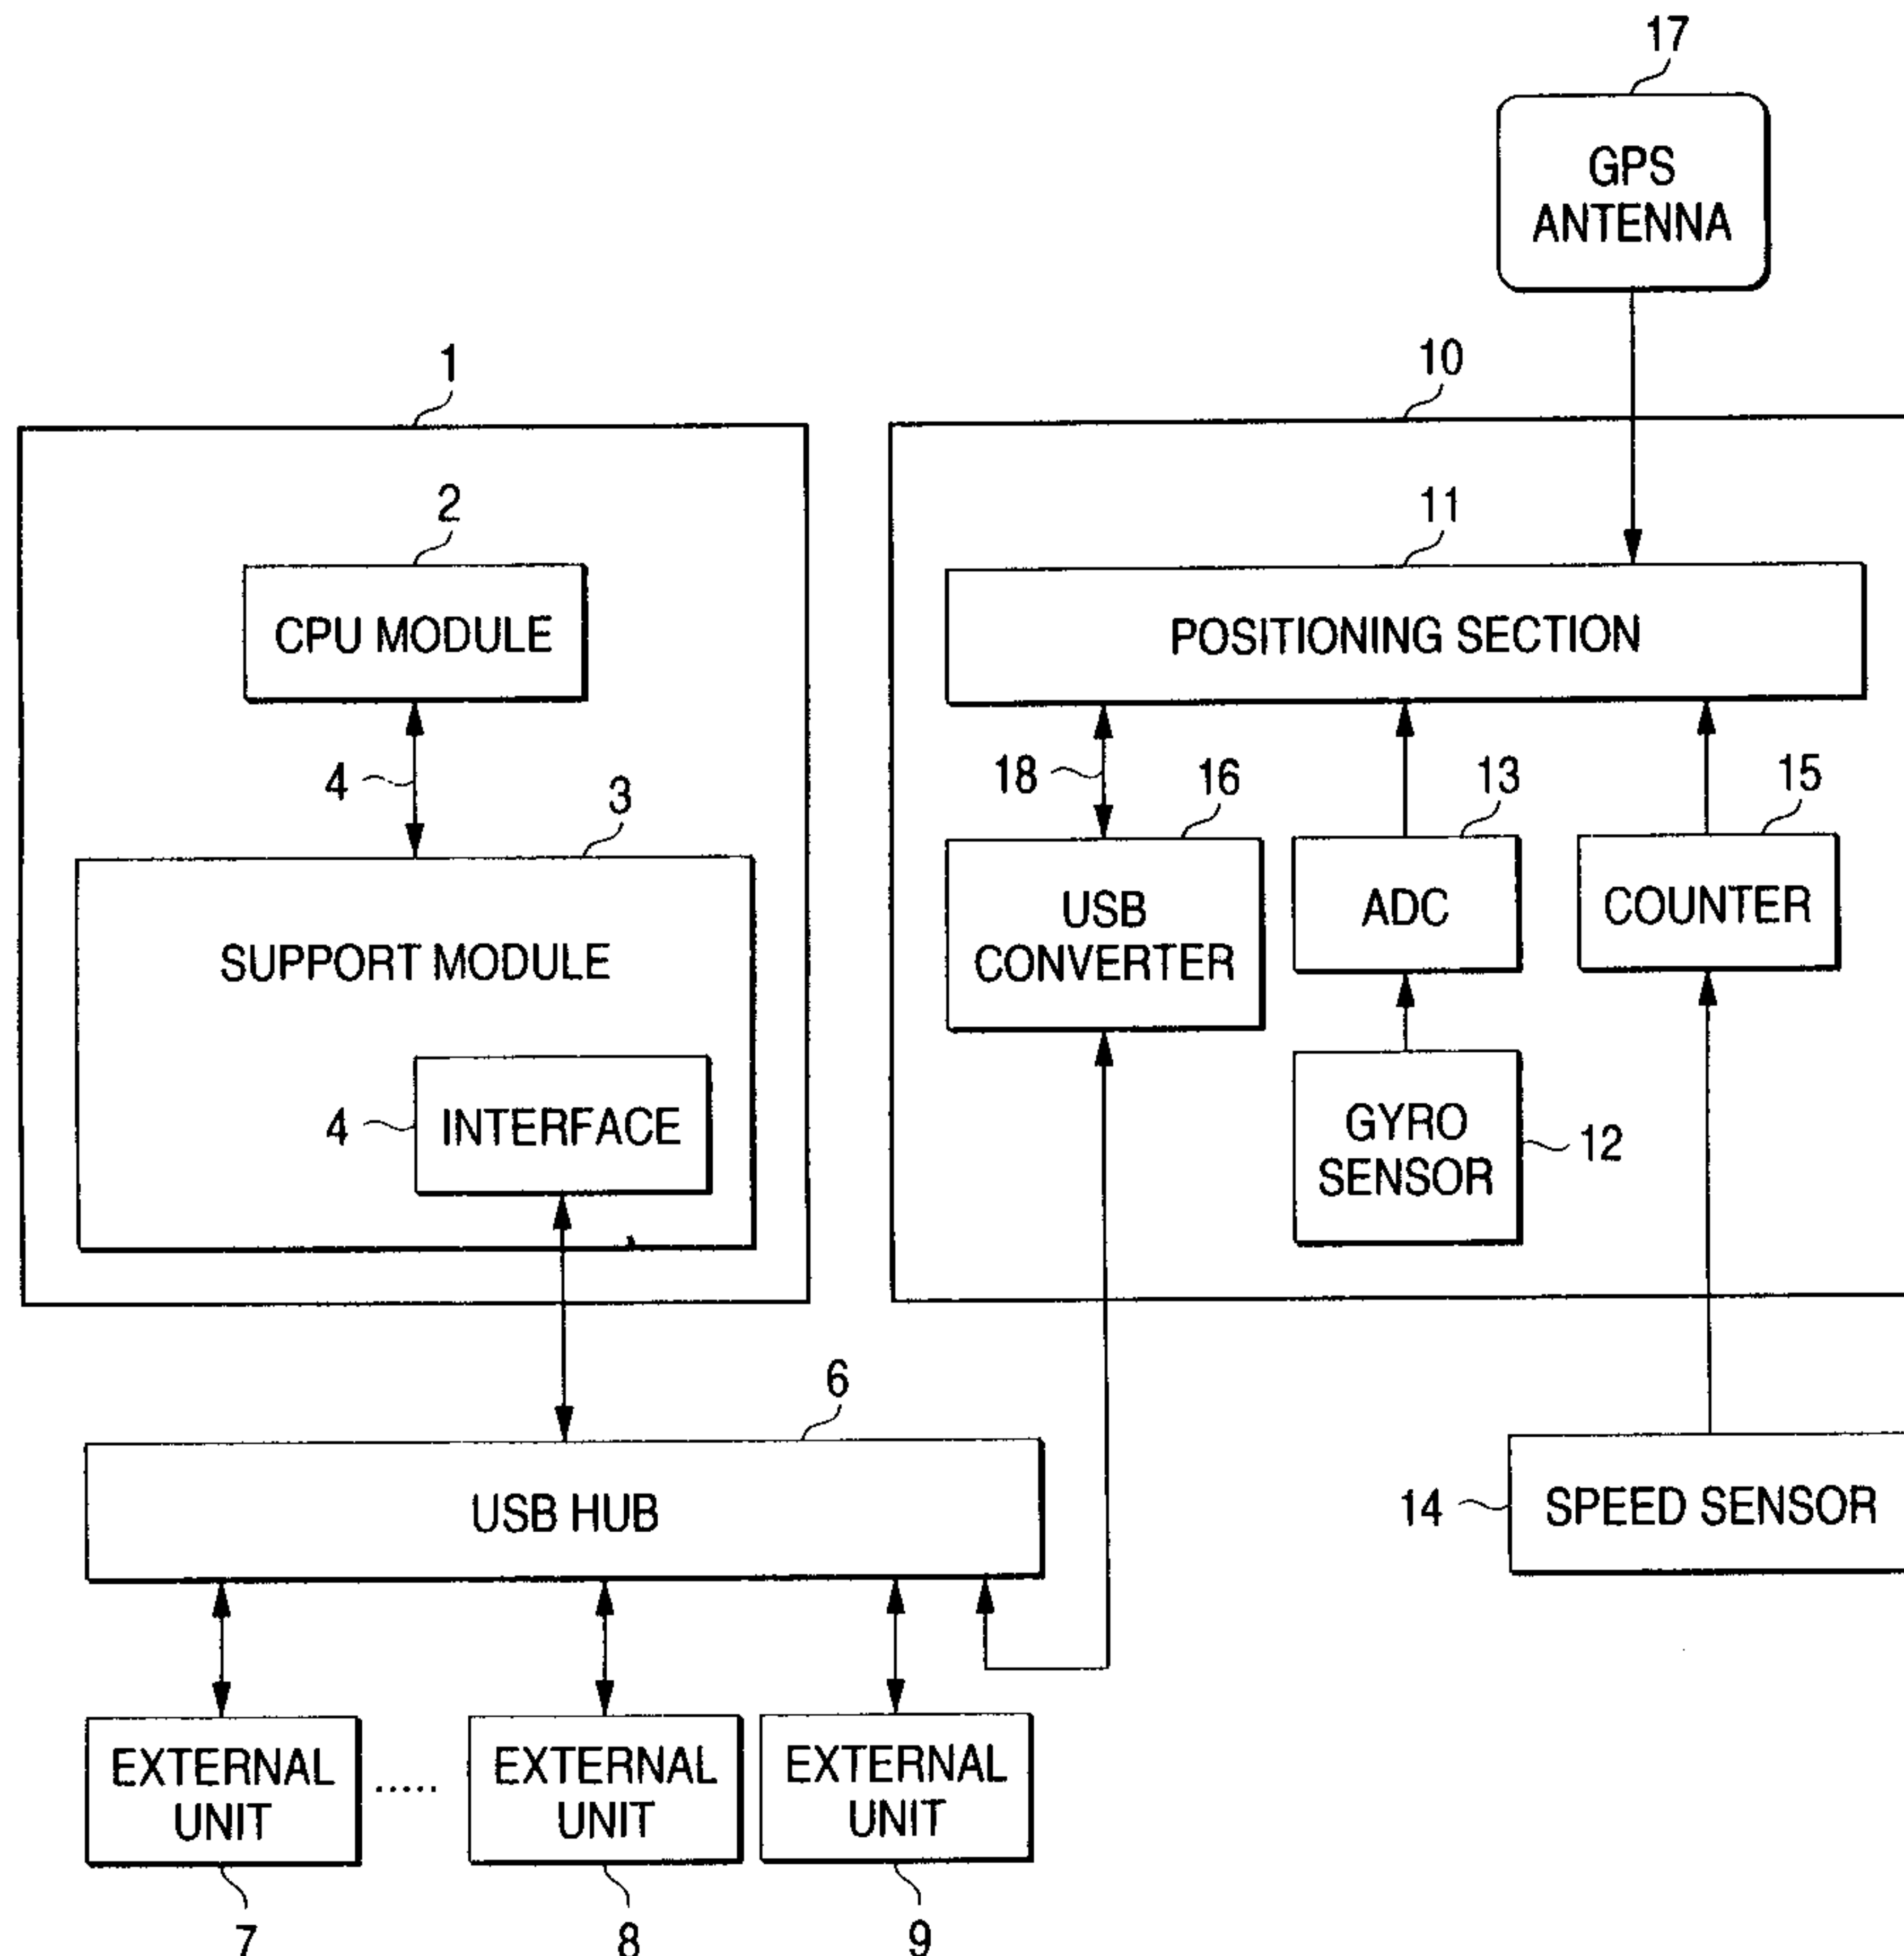 17
GPS
ANTENNA
1
10
2
11
CPU MODULE
POSITIONING SECTION
4
3
18
16
13
15
SUPPORT MODULE
USB
CONVERTER
ADC
COUNTER
4
INTERFACE
GYRO
SENSOR
12
6
USB HUB
14
SPEED SENSOR
EXTERNAL
UNIT
.....
EXTERNAL
UNIT
EXTERNAL
UNIT
7
8
9